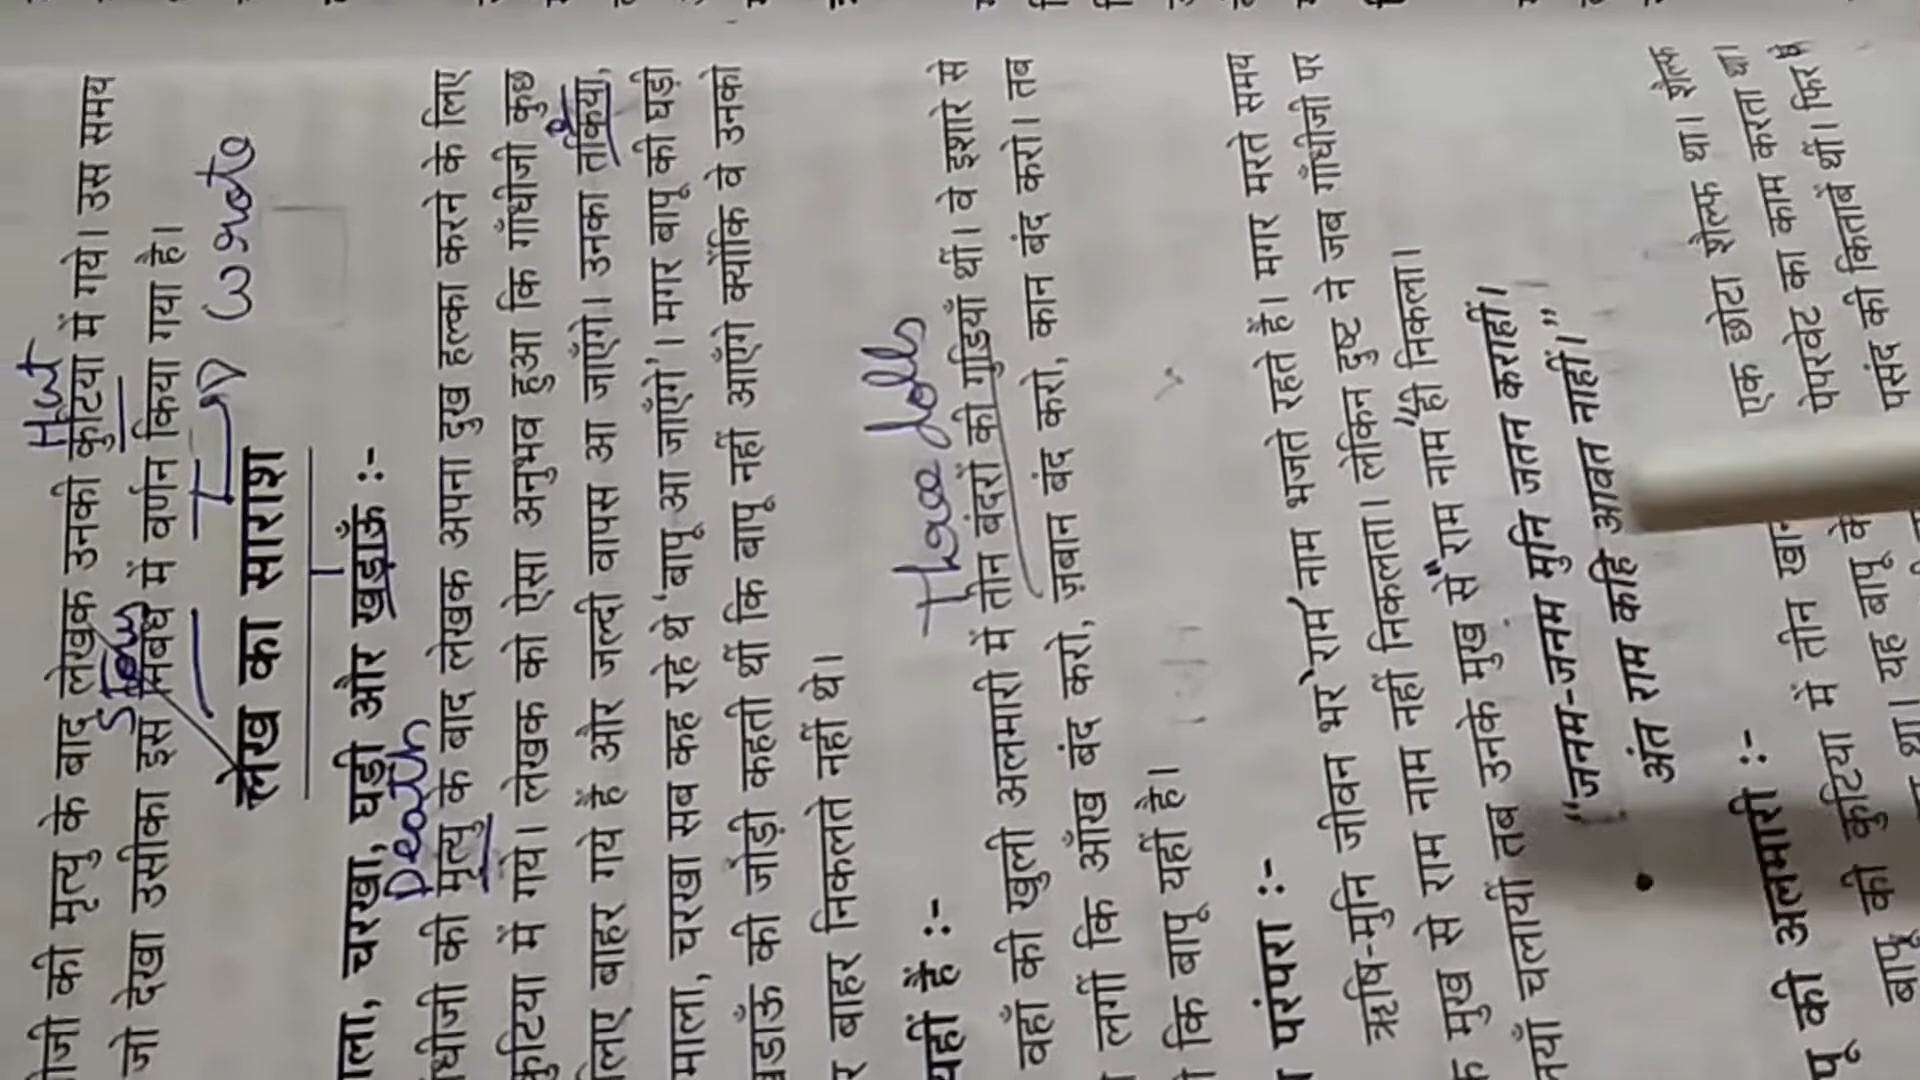 Hut
ीजी की मृत्यु के बाद लेखक उनकी कुटिया में गये। उस समय
Saw
जो देखा उसीका इस निबंध में वर्णन किया गया है।
I wrote
लेख का सारांश
ाला, चरखा, घड़ी और खड़ाऊँ :-
Death
ांधीजी की मृत्यु के बाद लेखक अपना दुख हल्का करने के लिए
कुटिया में गये। लेखक को ऐसा अनुभव हुआ कि गाँधीजी कुछ
लिए बाहर गये हैं और जल्दी वापस आ जाएँगे। उनका तकिया,
माला, चरखा सब कह रहे थे 'बापू आ जाएँगे'। मगर बापू की घड़ी
खड़ाऊँ की जोड़ी कहती थीं कि बापू नहीं आएँगे क्योंकि वे उनको
र बाहर निकलते नहीं थे।
three dolls
यहीं हैं :-
वहाँ की खुली अलमारी में तीन बंदरों की गुडियाँ थीं। वे इशारे से
लगीं कि आँख बंद करो, ज़बान बंद करो, कान बंद करो। तब
कि बापू यहीं है।
परंपरा :-
ऋषि-मुनि जीवन भर 'राम' नाम भजते रहते हैं। मगर मरते समय
के मुख से राम नाम नहीं निकलता। लेकिन दुष्ट ने जब गाँधीजी पर
चलायीं तब उनके मुख से "राम नाम" ही निकला।
"जनम-जनम मुनि जतन कराहीं।
अंत राम कहि आवत नाहीं।"
पू की अलमारी :-
बापू की कुटिया में तीन एक छोटा शैल्फ था। शैल्फ
था। यह बापू के पेपरवेट का काम करता था।
पसंद की किताबें थीं। फिर